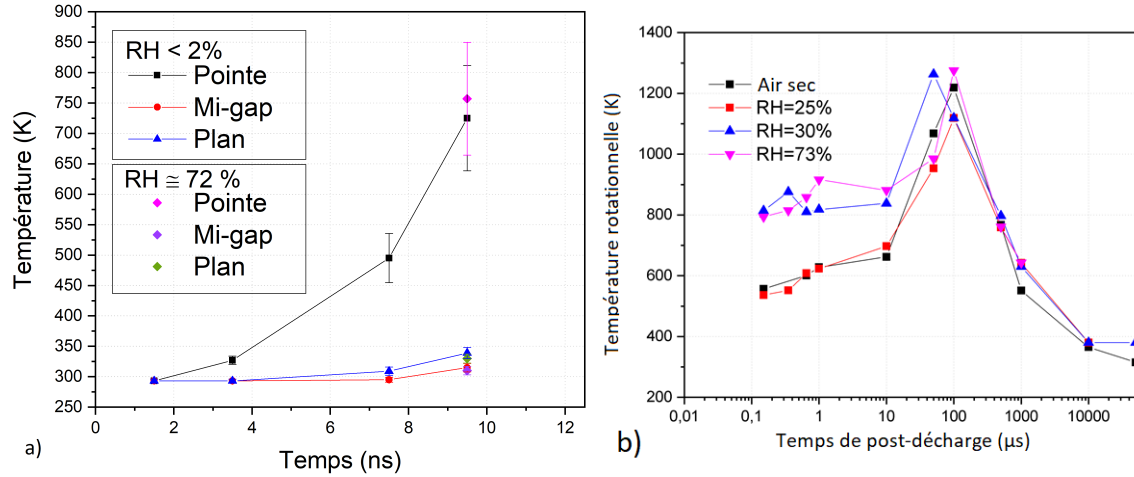 900
850
800
750
700
650
600
550
500
450
400
350
300
250
Température (K)
RH < 2%
Pointe
Mi-gap
Plan
RH ≅ 72 %
Pointe
Mi-gap
Plan
0 2 4 6 8 10 12
Temps (ns)
a)
1400
1200
1000
800
600
400
200
Température rotationnelle (K)
Air sec
RH=25%
RH=30%
RH=73%
0,01 0,1 1 10 100 1000 10000
Temps de post-décharge (µs)
b)